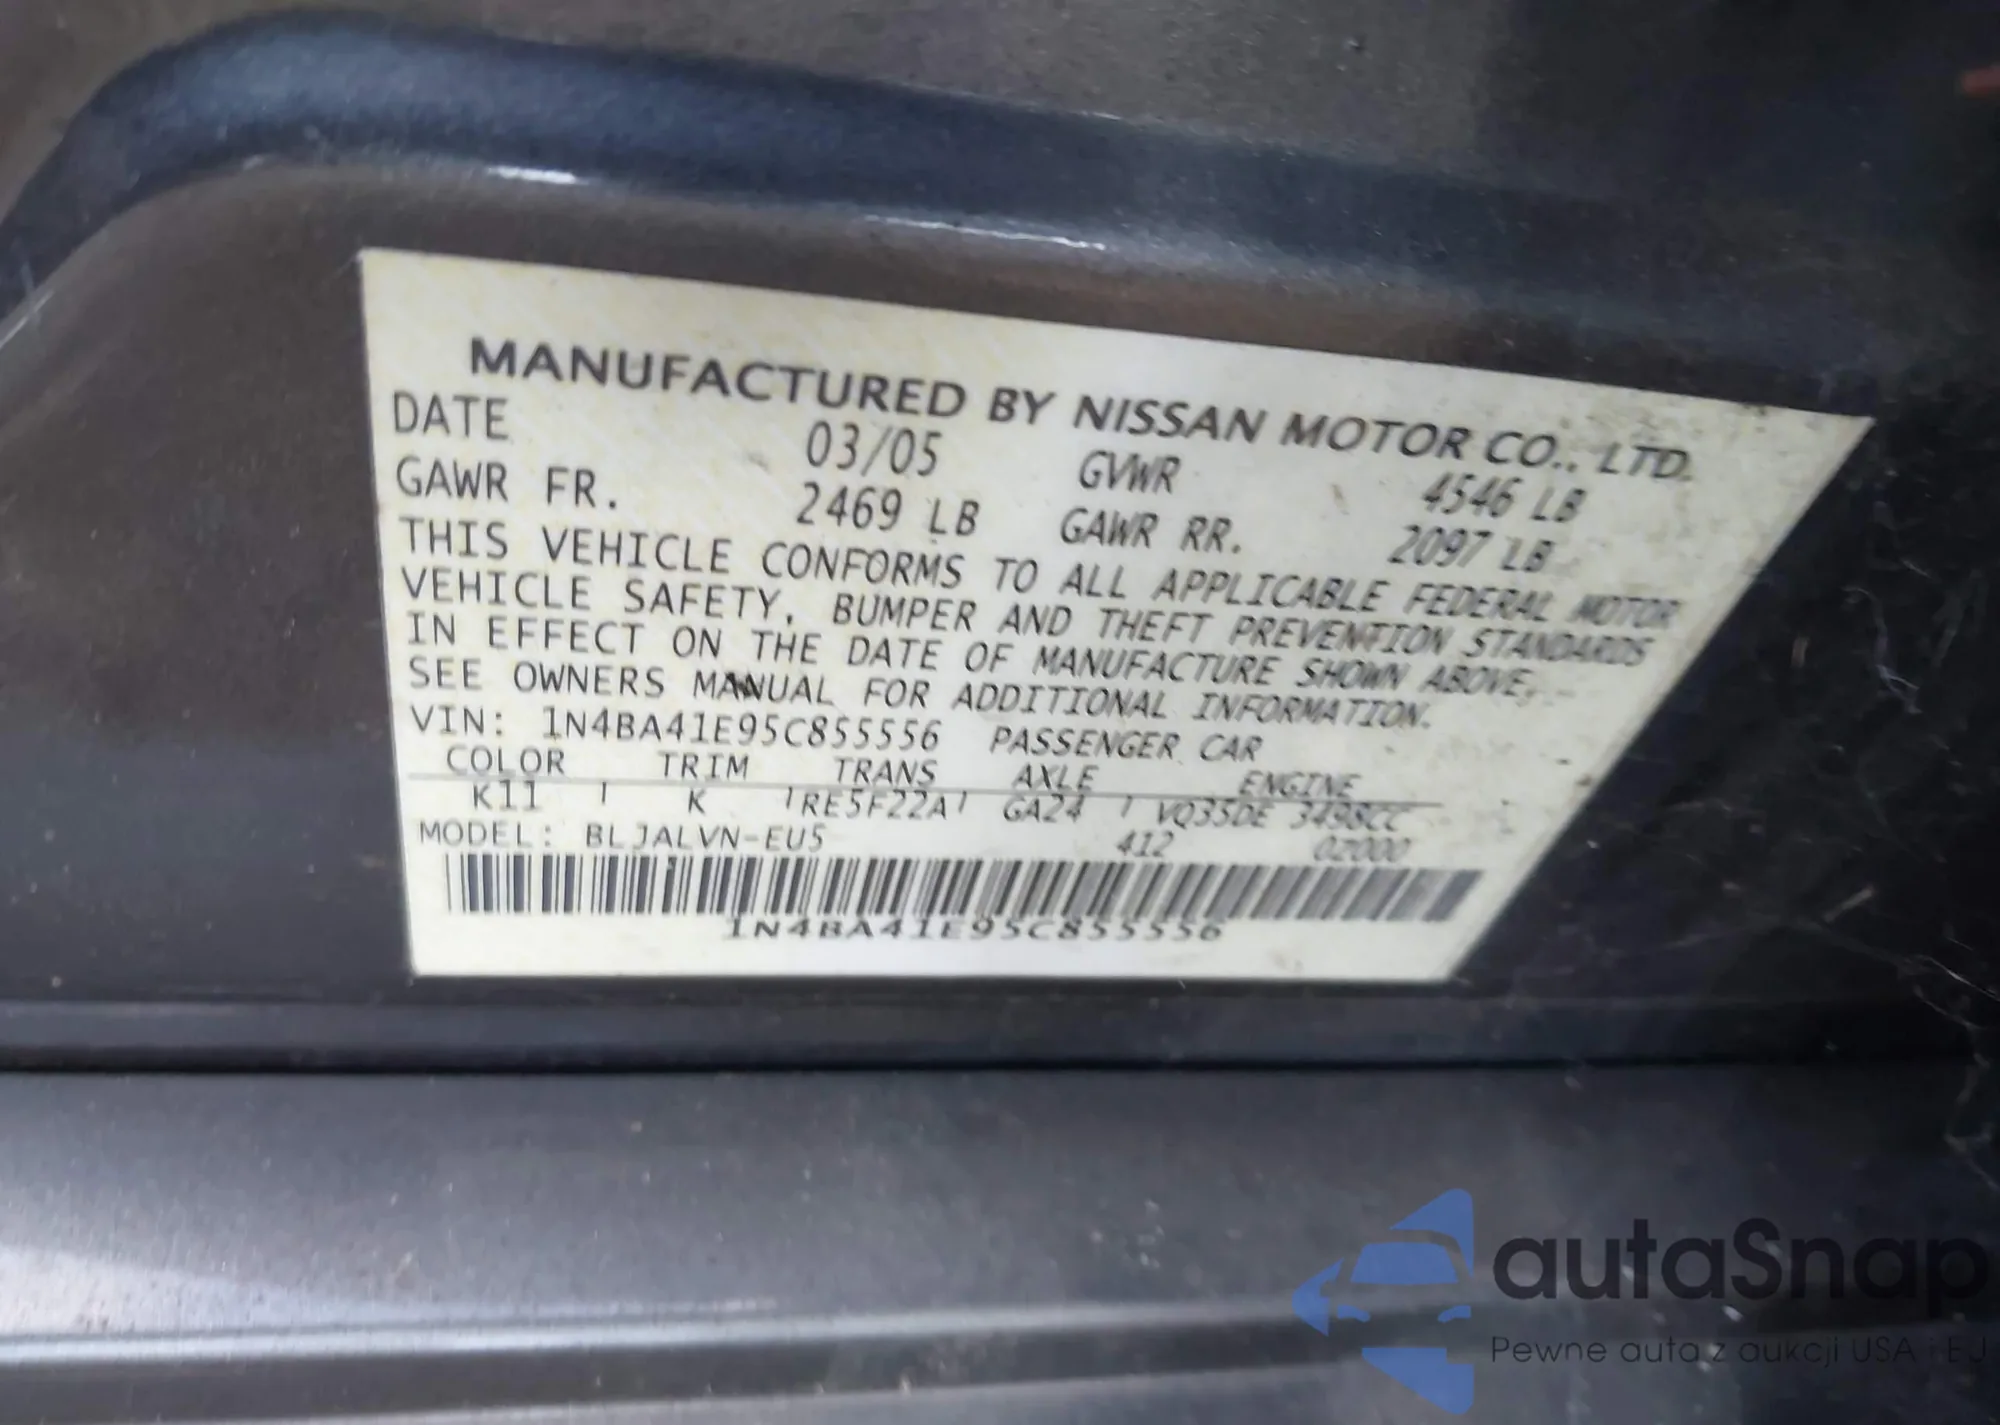 MANUFACTURED BY NISSAN MOTOR CO., LTD.
DATE 03/05 GVWR 4546 LB
GAWR FR. 2469 LB GAWR RR. 2097 LB
THIS VEHICLE CONFORMS TO ALL APPLICABLE FEDERAL MOTOR
VEHICLE SAFETY, BUMPER AND THEFT PREVENTION STANDARDS
IN EFFECT ON THE DATE OF MANUFACTURE SHOWN ABOVE,
SEE OWNERS MANUAL FOR ADDITIONAL INFORMATION.
VIN: 1N4BA41E95C855556 PASSENGER CAR
COLOR TRIM TRANS AXLE ENGINE
K11 K RE5F22A GA24 VQ35DE 3498CC
MODEL: BLJALVN-EU5 412 02000
1N4BA41E95C855556
autaSnap
Pewne auta z aukcji USA i EU